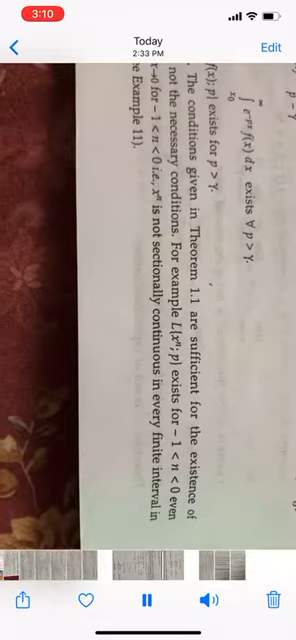 3:10
Today
2:33 PM
Edit
p – γ
∫_{x₀}^{∞} e^{-px} f(x) dx exists ∀ p > γ.
f(x); p} exists for p > γ.
. The conditions given in Theorem 1.1 are sufficient for the existence of
not the necessary conditions. For example L{xⁿ; p} exists for – 1 < n < 0 even
x→0 for – 1 < n < 0 i.e., xⁿ is not sectionally continuous in every finite interval in
e Example 11).